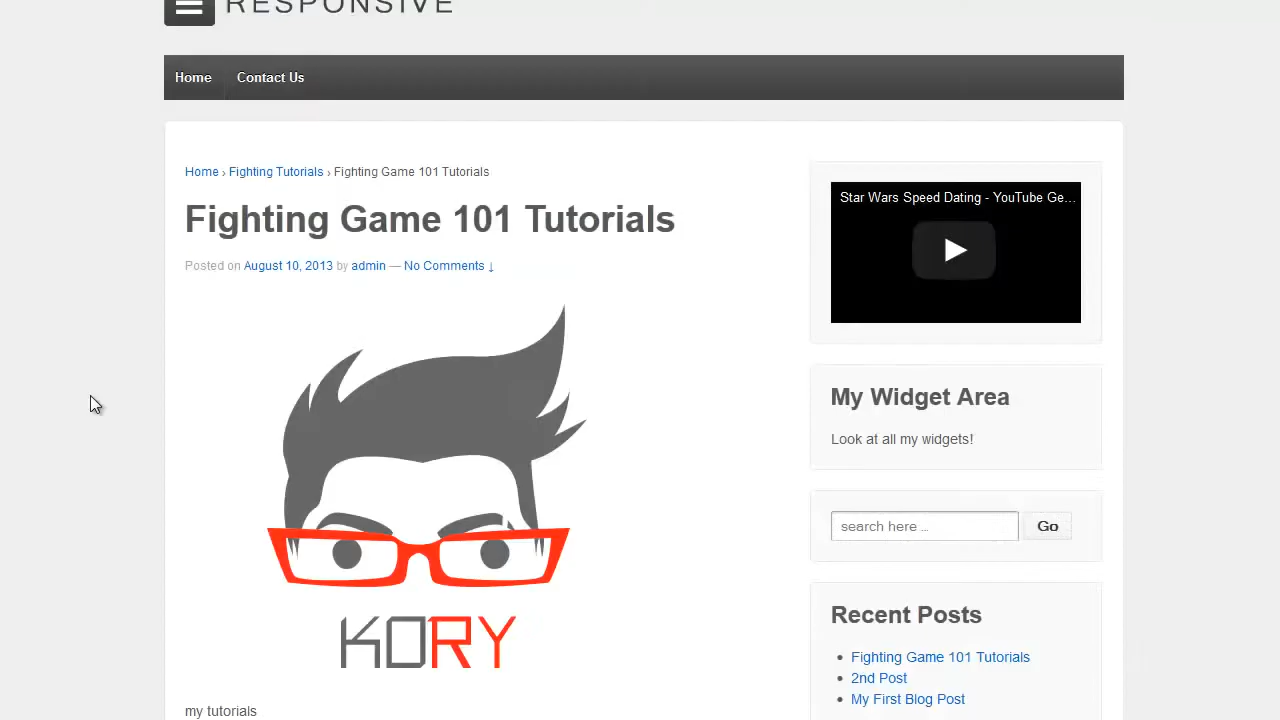 RESPONSIVE
Home Contact Us
Home › Fighting Tutorials › Fighting Game 101 Tutorials
Fighting Game 101 Tutorials
Posted on August 10, 2013 by admin — No Comments ↓
KORY
my tutorials
Star Wars Speed Dating - YouTube Ge...
My Widget Area
Look at all my widgets!
search here ...
Go
Recent Posts
• Fighting Game 101 Tutorials
• 2nd Post
• My First Blog Post